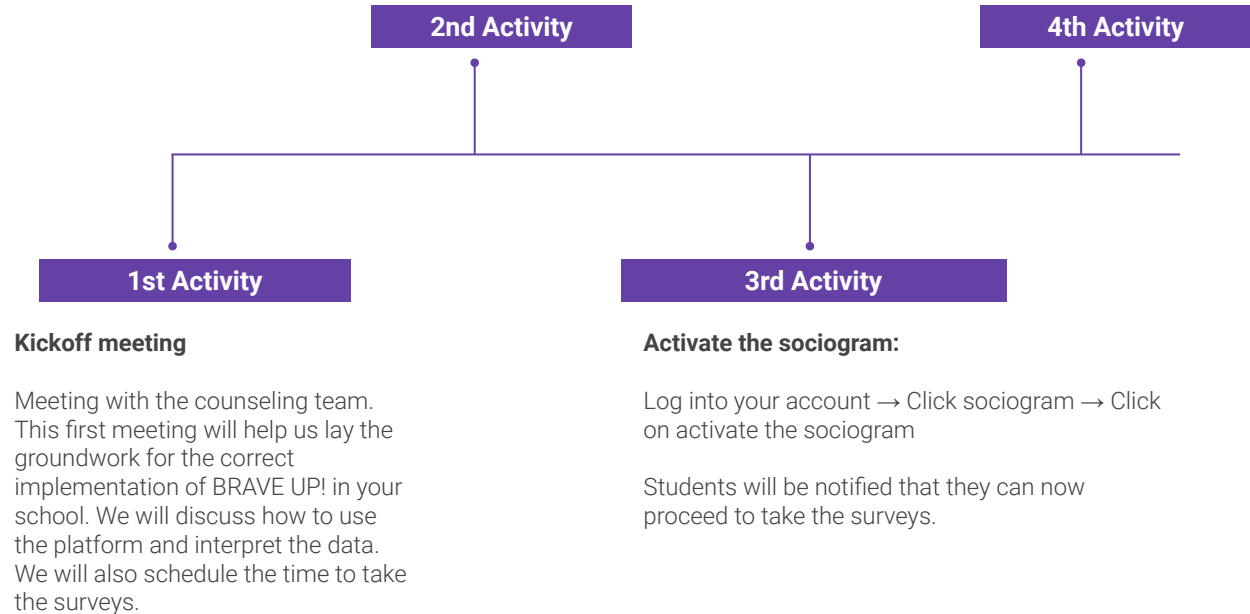 2nd Activity
4th Activity
1st Activity
3rd Activity
Kickoff meeting
Meeting with the counseling team.
This first meeting will help us lay the
groundwork for the correct
implementation of BRAVE UP! in your
school. We will discuss how to use
the platform and interpret the data.
We will also schedule the time to take
the surveys.
Activate the sociogram:
Log into your account → Click sociogram → Click
on activate the sociogram
Students will be notified that they can now
proceed to take the surveys.